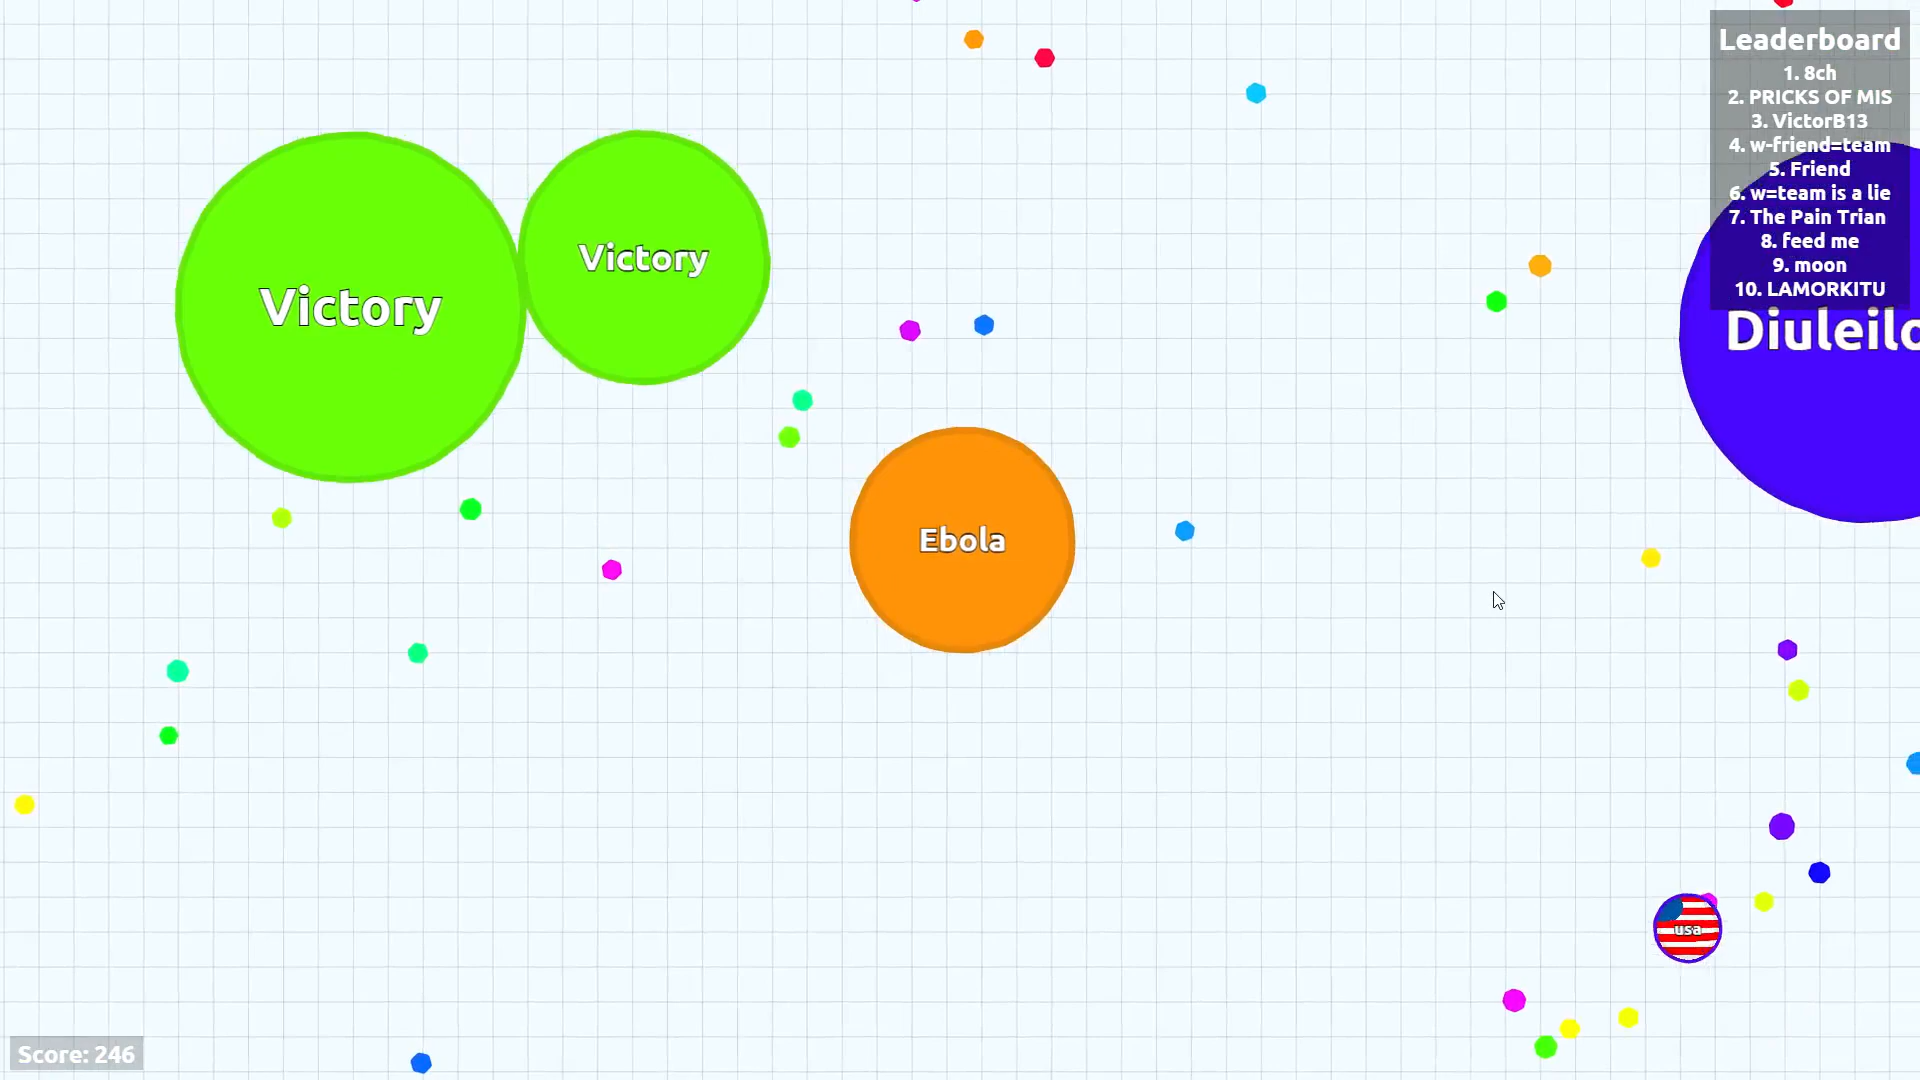 Leaderboard
1. 8ch
2. PRICKS OF MIS
3. VictorB13
4. w-friend=team
5. Friend
6. w=team is a lie
7. The Pain Trian
8. feed me
9. moon
10. LAMORKITU
Victory
Victory
Diuleilo
Ebola
usa
Score: 246